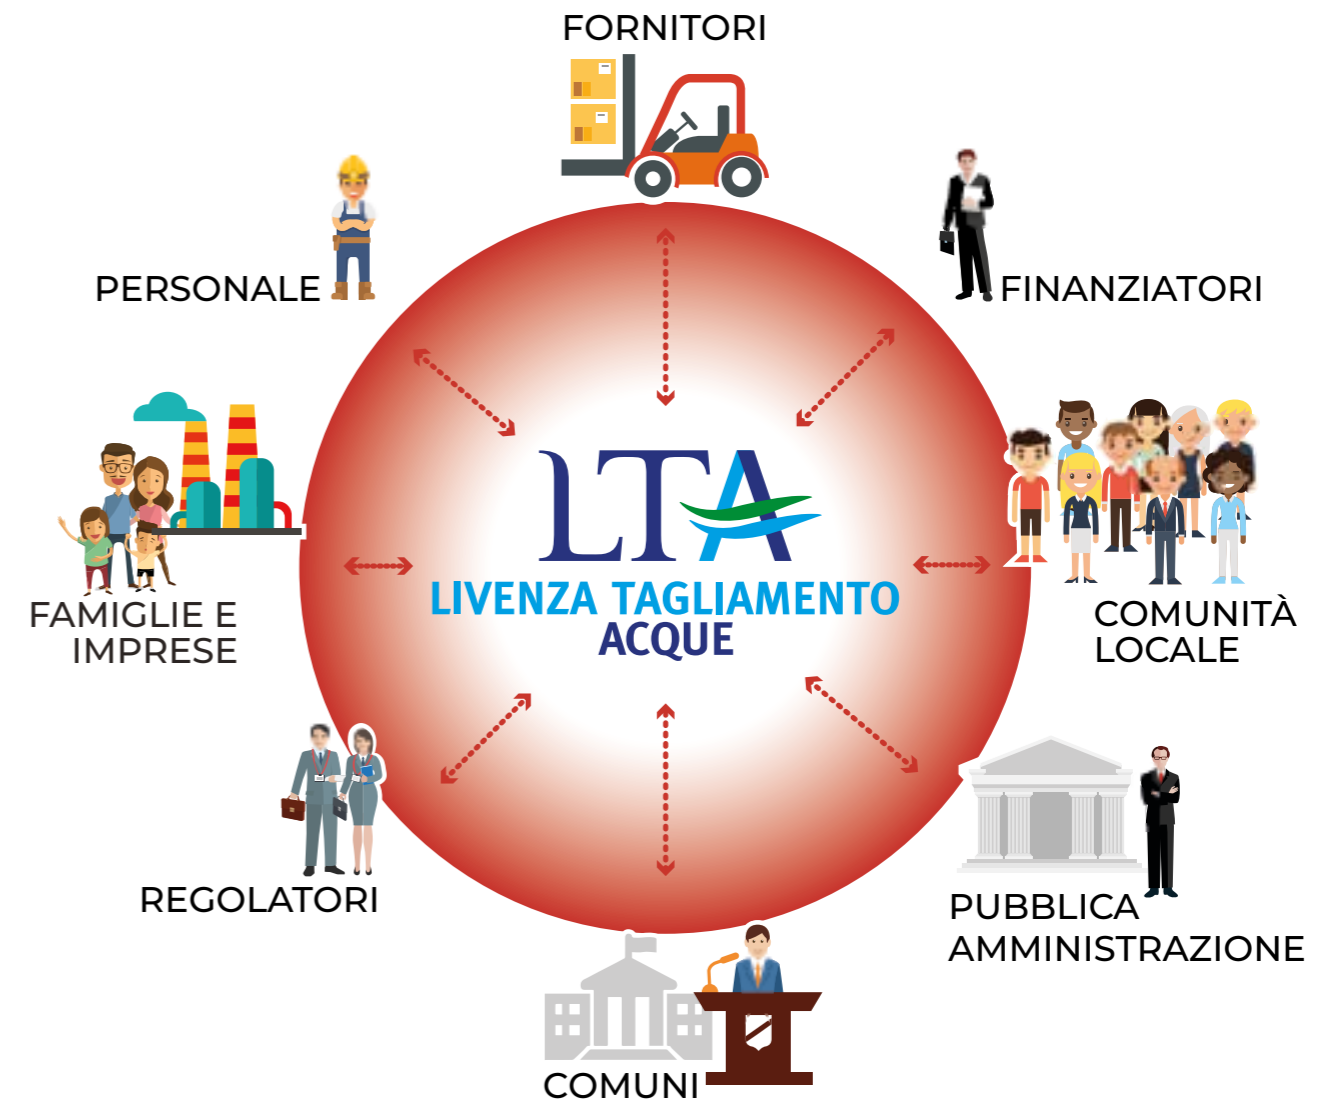 FORNITORI
PERSONALE
FINANZIATORI
LTA
LIVENZA TAGLIAMENTO
ACQUE
FAMIGLIE E
IMPRESE
COMUNITÀ
LOCALE
REGOLATORI
PUBBLICA
AMMINISTRAZIONE
COMUNI